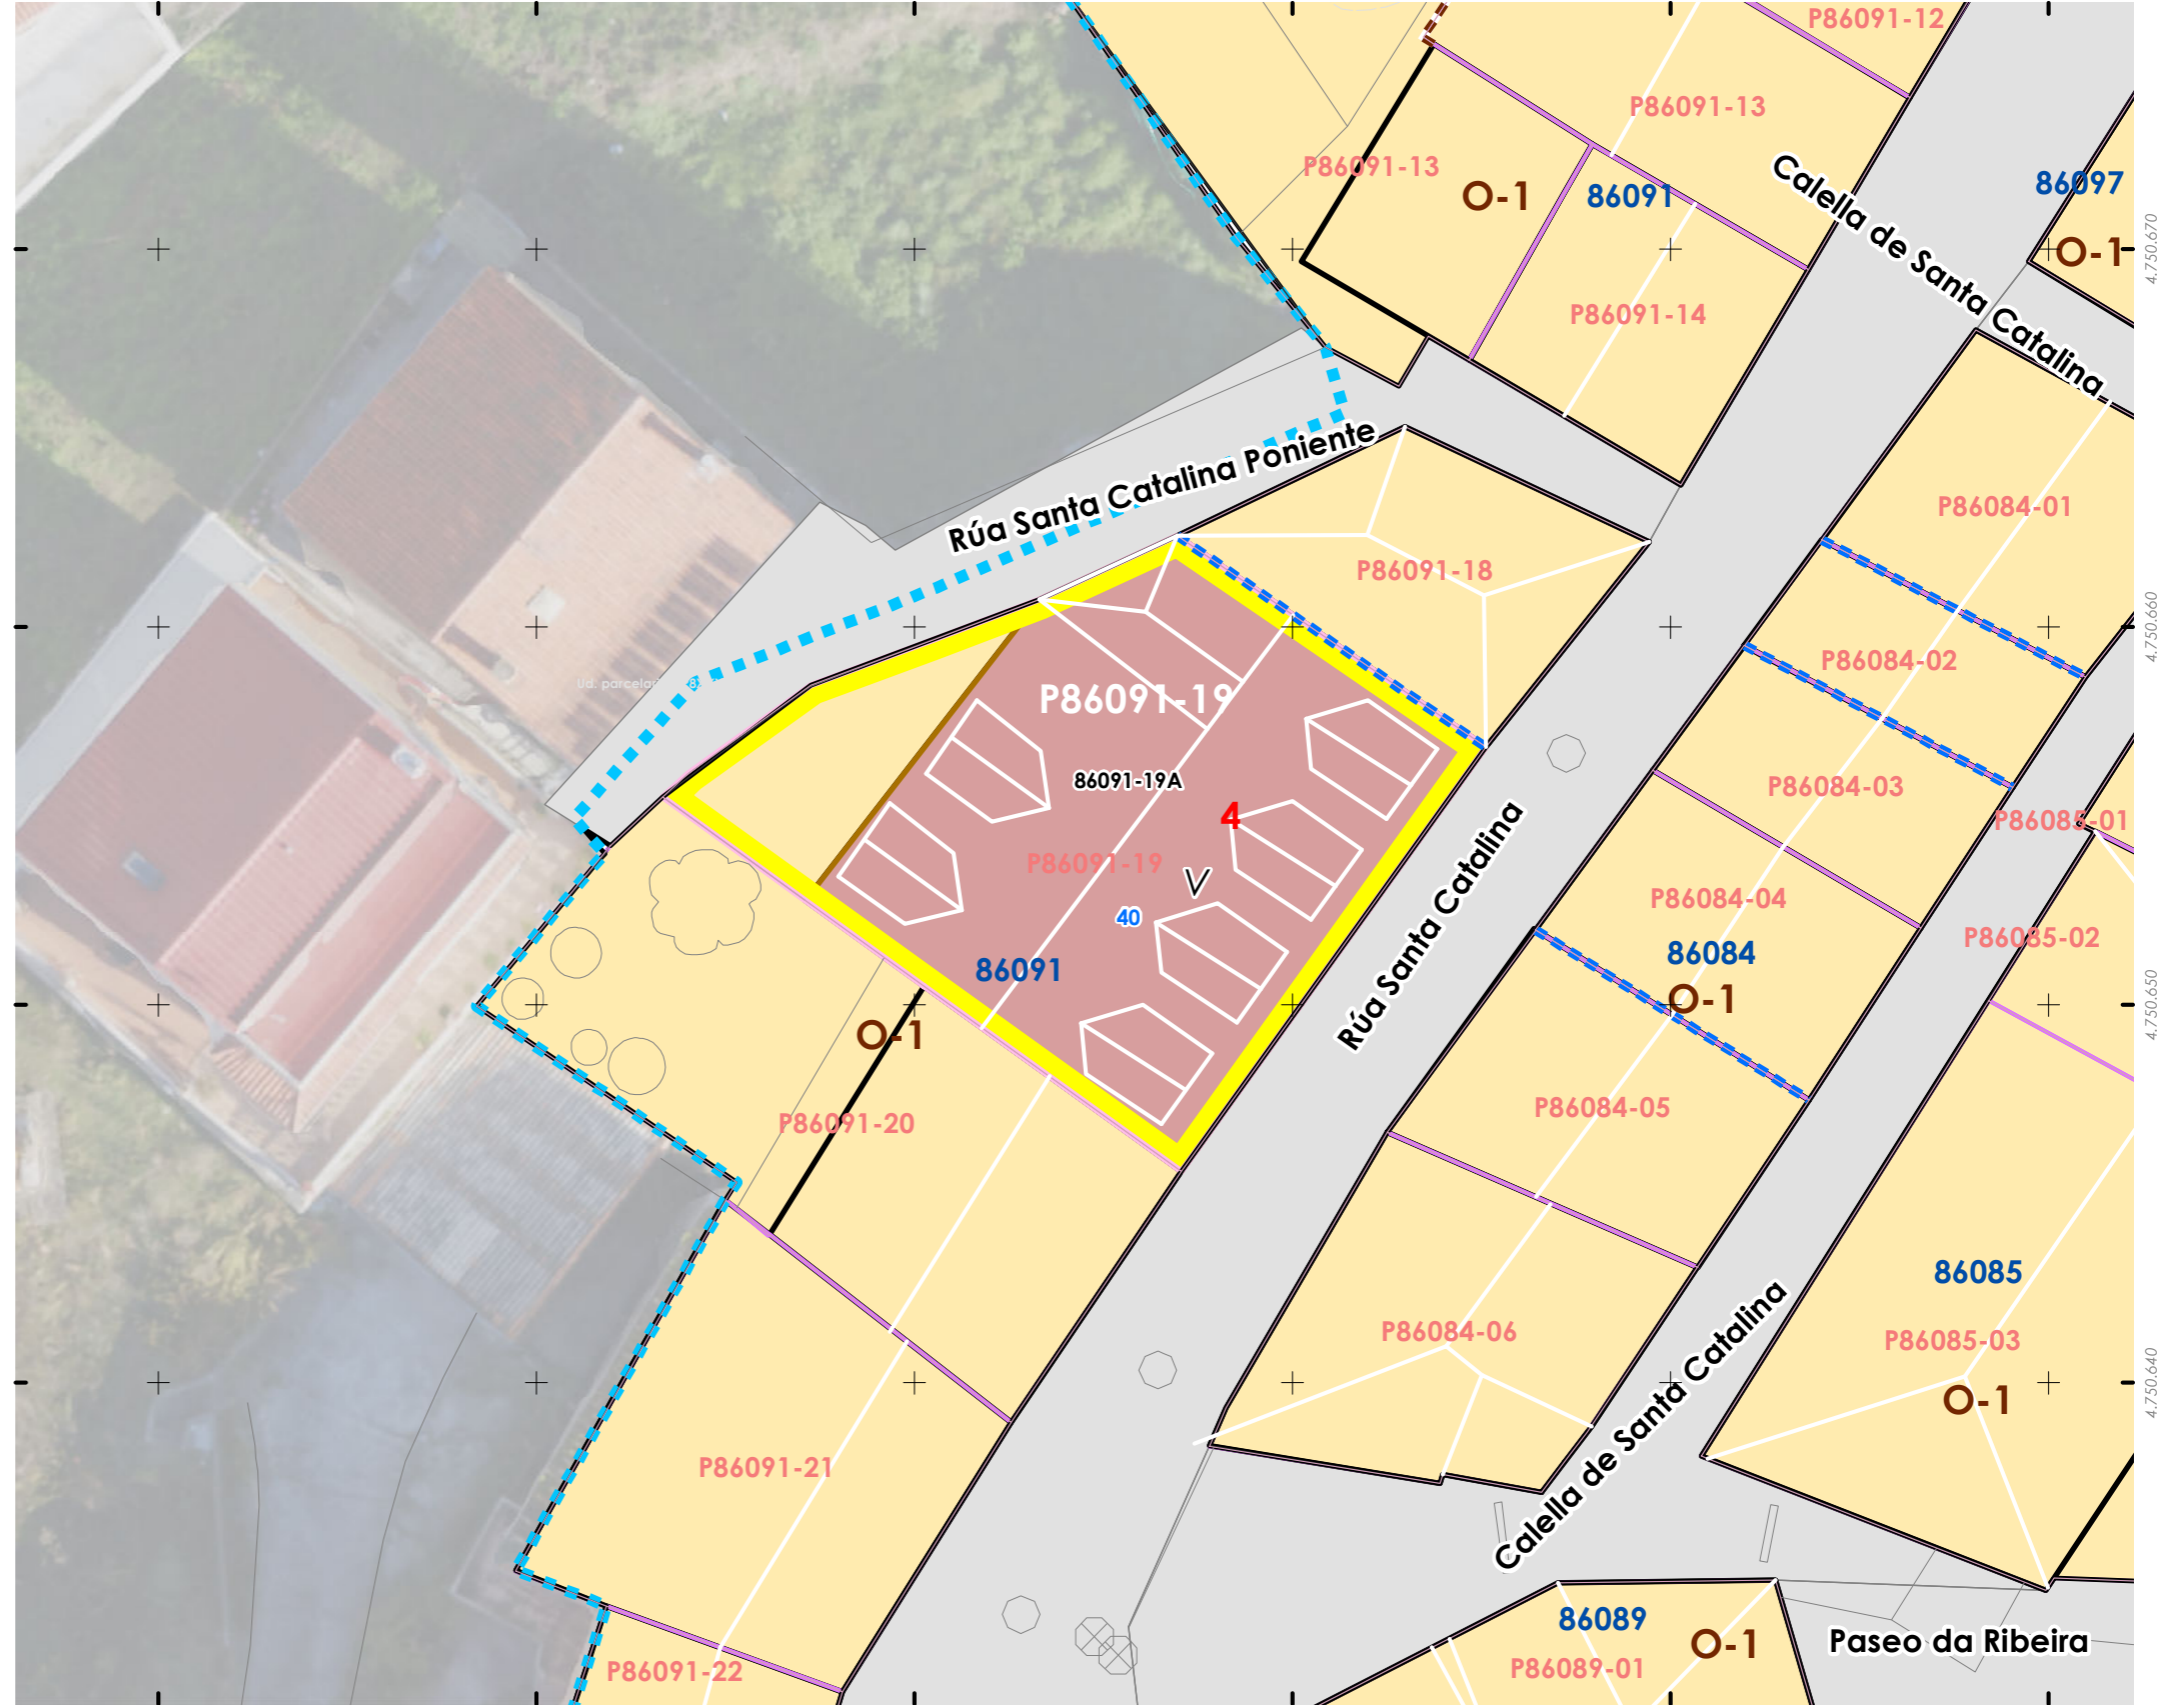 P86091-12
P86091-13
P86091-13
O-1
86091
Calella de Santa Catalina
86097
O-1
4.750.670
P86091-14
Rúa Santa Catalina Poniente
P86084-01
P86091-18
4.750.660
P86084-02
Ud. parcela
P86091-19
86091-19A
4
P86084-03
P86085-01
P86091-19
V
40
Rúa Santa Catalina
P86084-04
P86085-02
86084
O-1
86091
O-1
4.750.650
P86091-20
P86084-05
86085
P86084-06
P86085-03
O-1
4.750.640
Calella de Santa Catalina
P86091-21
86089
O-1
Paseo da Ribeira
P86089-01
P86091-22